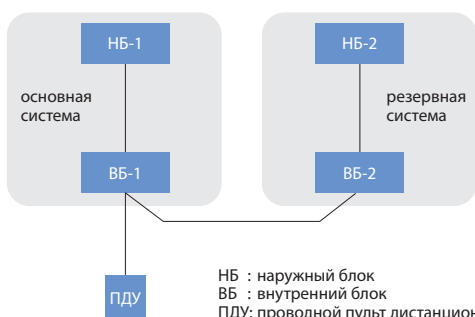 НБ-1
НБ-2
основная
система
резервная
система
ВБ-1
ВБ-2
ПДУ
НБ : наружный блок
ВБ : внутренний блок
ПДУ: проводной пульт